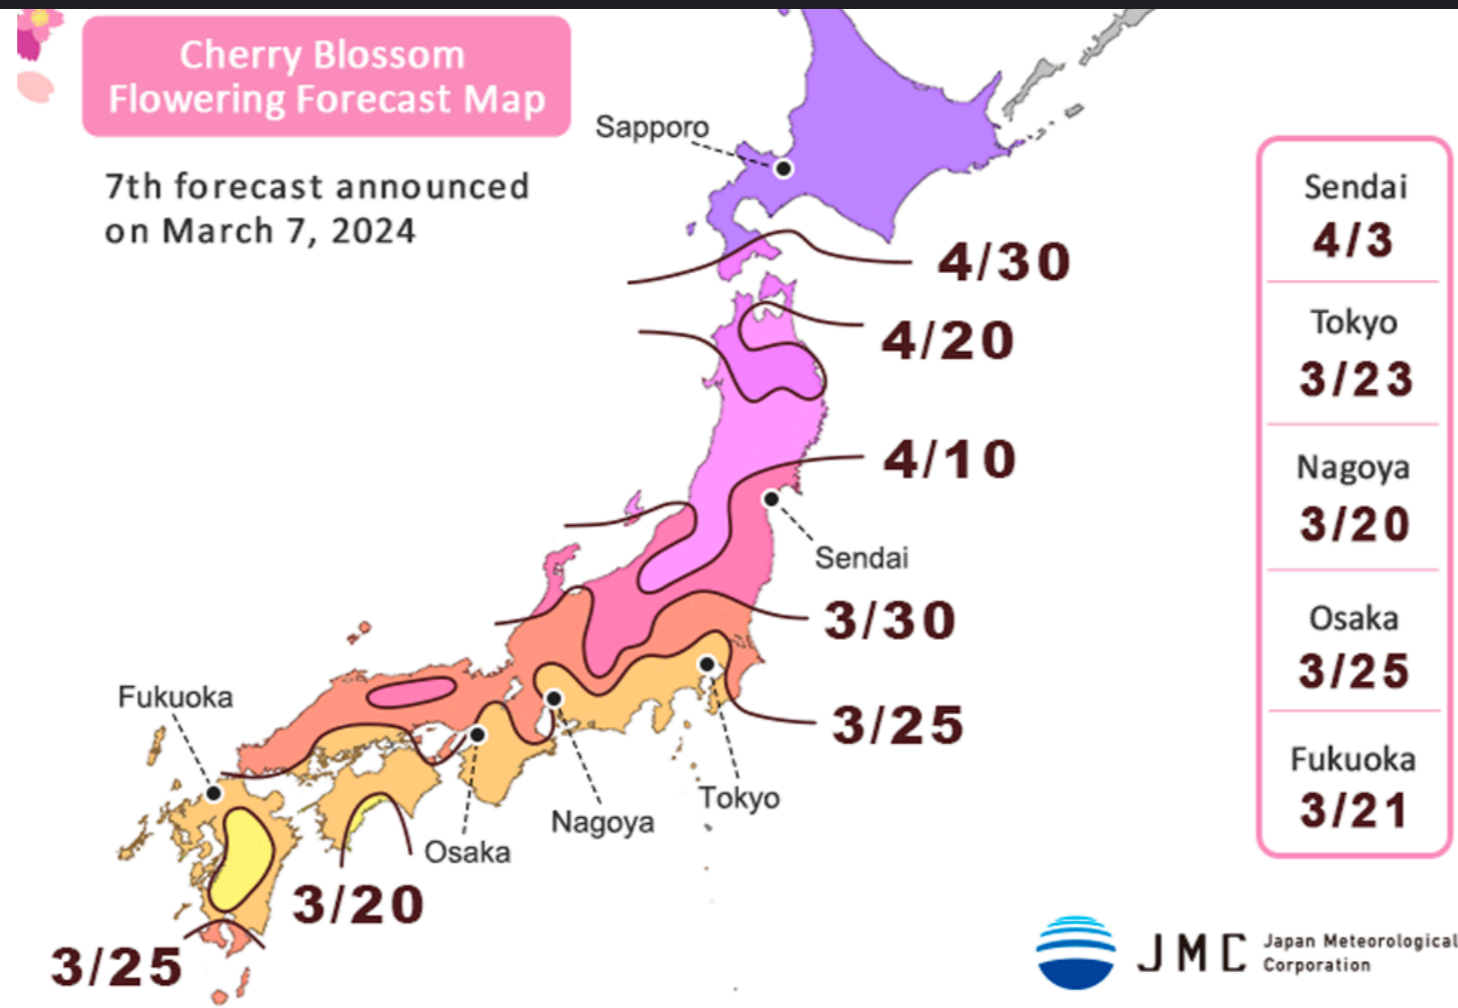 Cherry Blossom
Flowering Forecast Map
7th forecast announced
on March 7, 2024
Sapporo
4/30
4/20
4/10
Sendai
3/30
3/25
Fukuoka
Tokyo
Nagoya
Osaka
3/20
3/25
Sendai
4/3
Tokyo
3/23
Nagoya
3/20
Osaka
3/25
Fukuoka
3/21
JMC
Japan Meteorological
Corporation